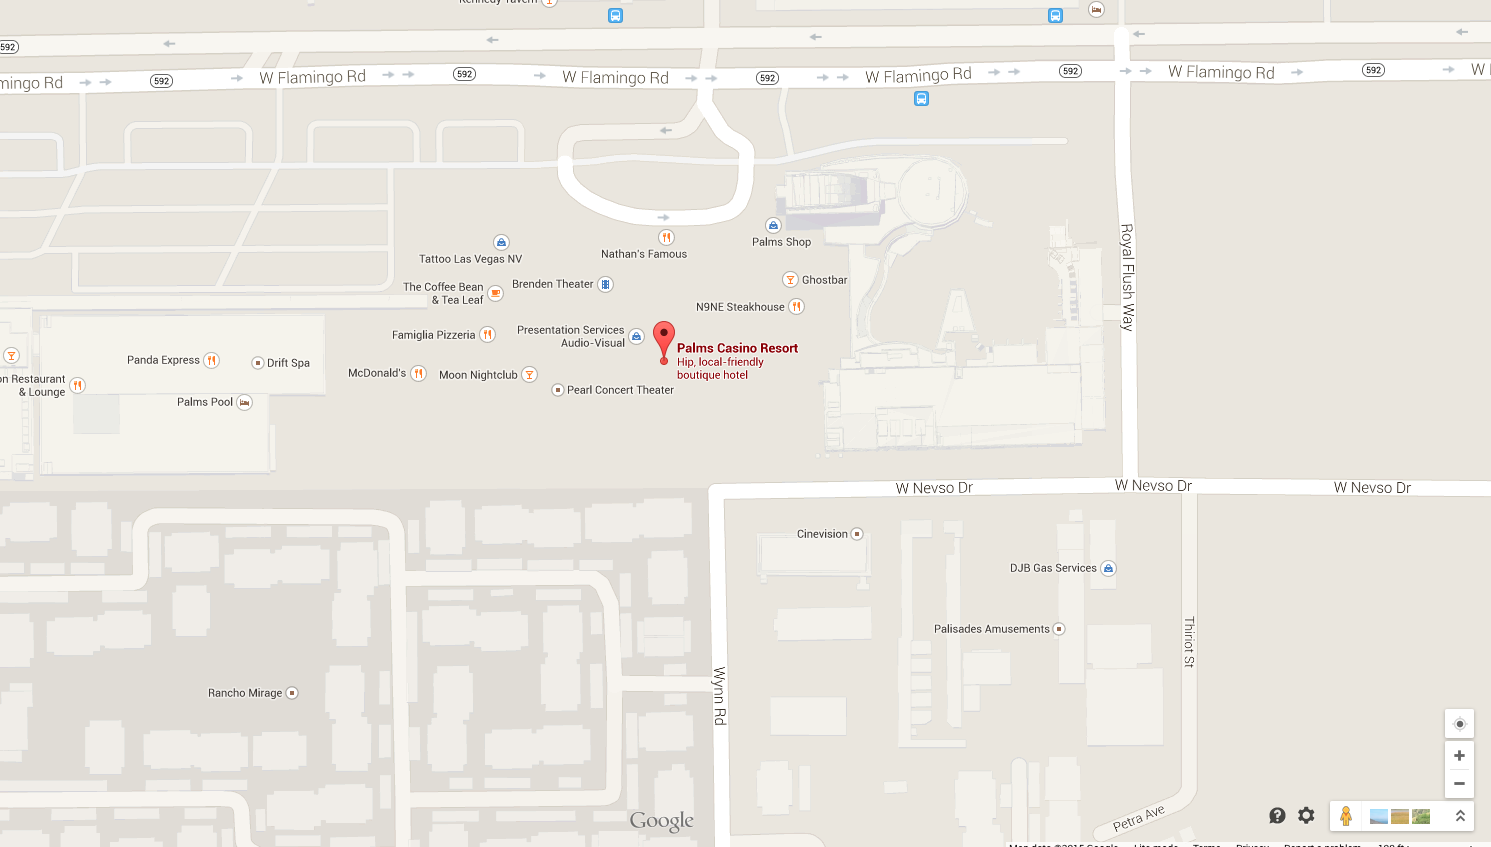 Kennedy Tavern
592
mingo Rd
592
W Flamingo Rd
592
W Flamingo Rd
592
W Flamingo Rd
592
W Flamingo Rd
592
W
Palms Shop
Nathan's Famous
Tattoo Las Vegas NV
The Coffee Bean
& Tea Leaf
Brenden Theater
Ghostbar
N9NE Steakhouse
Royal Flush Way
Famiglia Pizzeria
Presentation Services
Audio-Visual
Palms Casino Resort
Hip, local-friendly
boutique hotel
Panda Express
Drift Spa
McDonald's
Moon Nightclub
Pearl Concert Theater
on Restaurant
& Lounge
Palms Pool
W Nevso Dr
W Nevso Dr
W Nevso Dr
Cinevision
DJB Gas Services
Palisades Amusements
Thiriot St
Rancho Mirage
Wynn Rd
Petra Ave
Google